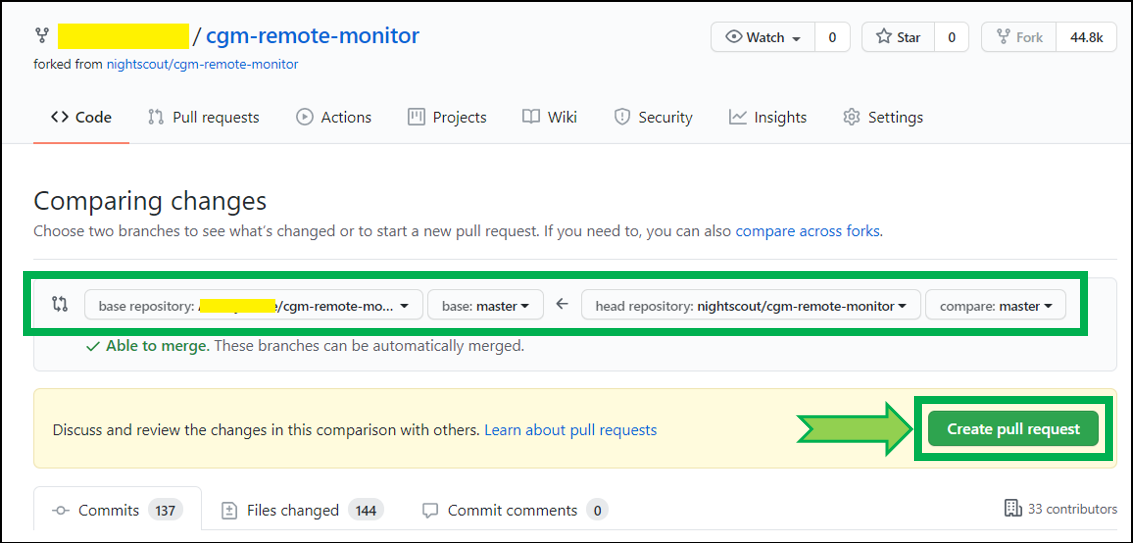 / cgm-remote-monitor
Watch 0 Star 0 Fork 44.8k
forked from nightscout/cgm-remote-monitor
Code Pull requests Actions Projects Wiki Security Insights Settings
Comparing changes
Choose two branches to see what's changed or to start a new pull request. If you need to, you can also compare across forks.
base repository: /cgm-remote-mo... base: master head repository: nightscout/cgm-remote-monitor compare: master
Able to merge. These branches can be automatically merged.
Discuss and review the changes in this comparison with others. Learn about pull requests
Create pull request
Commits 137 Files changed 144 Commit comments 0 33 contributors